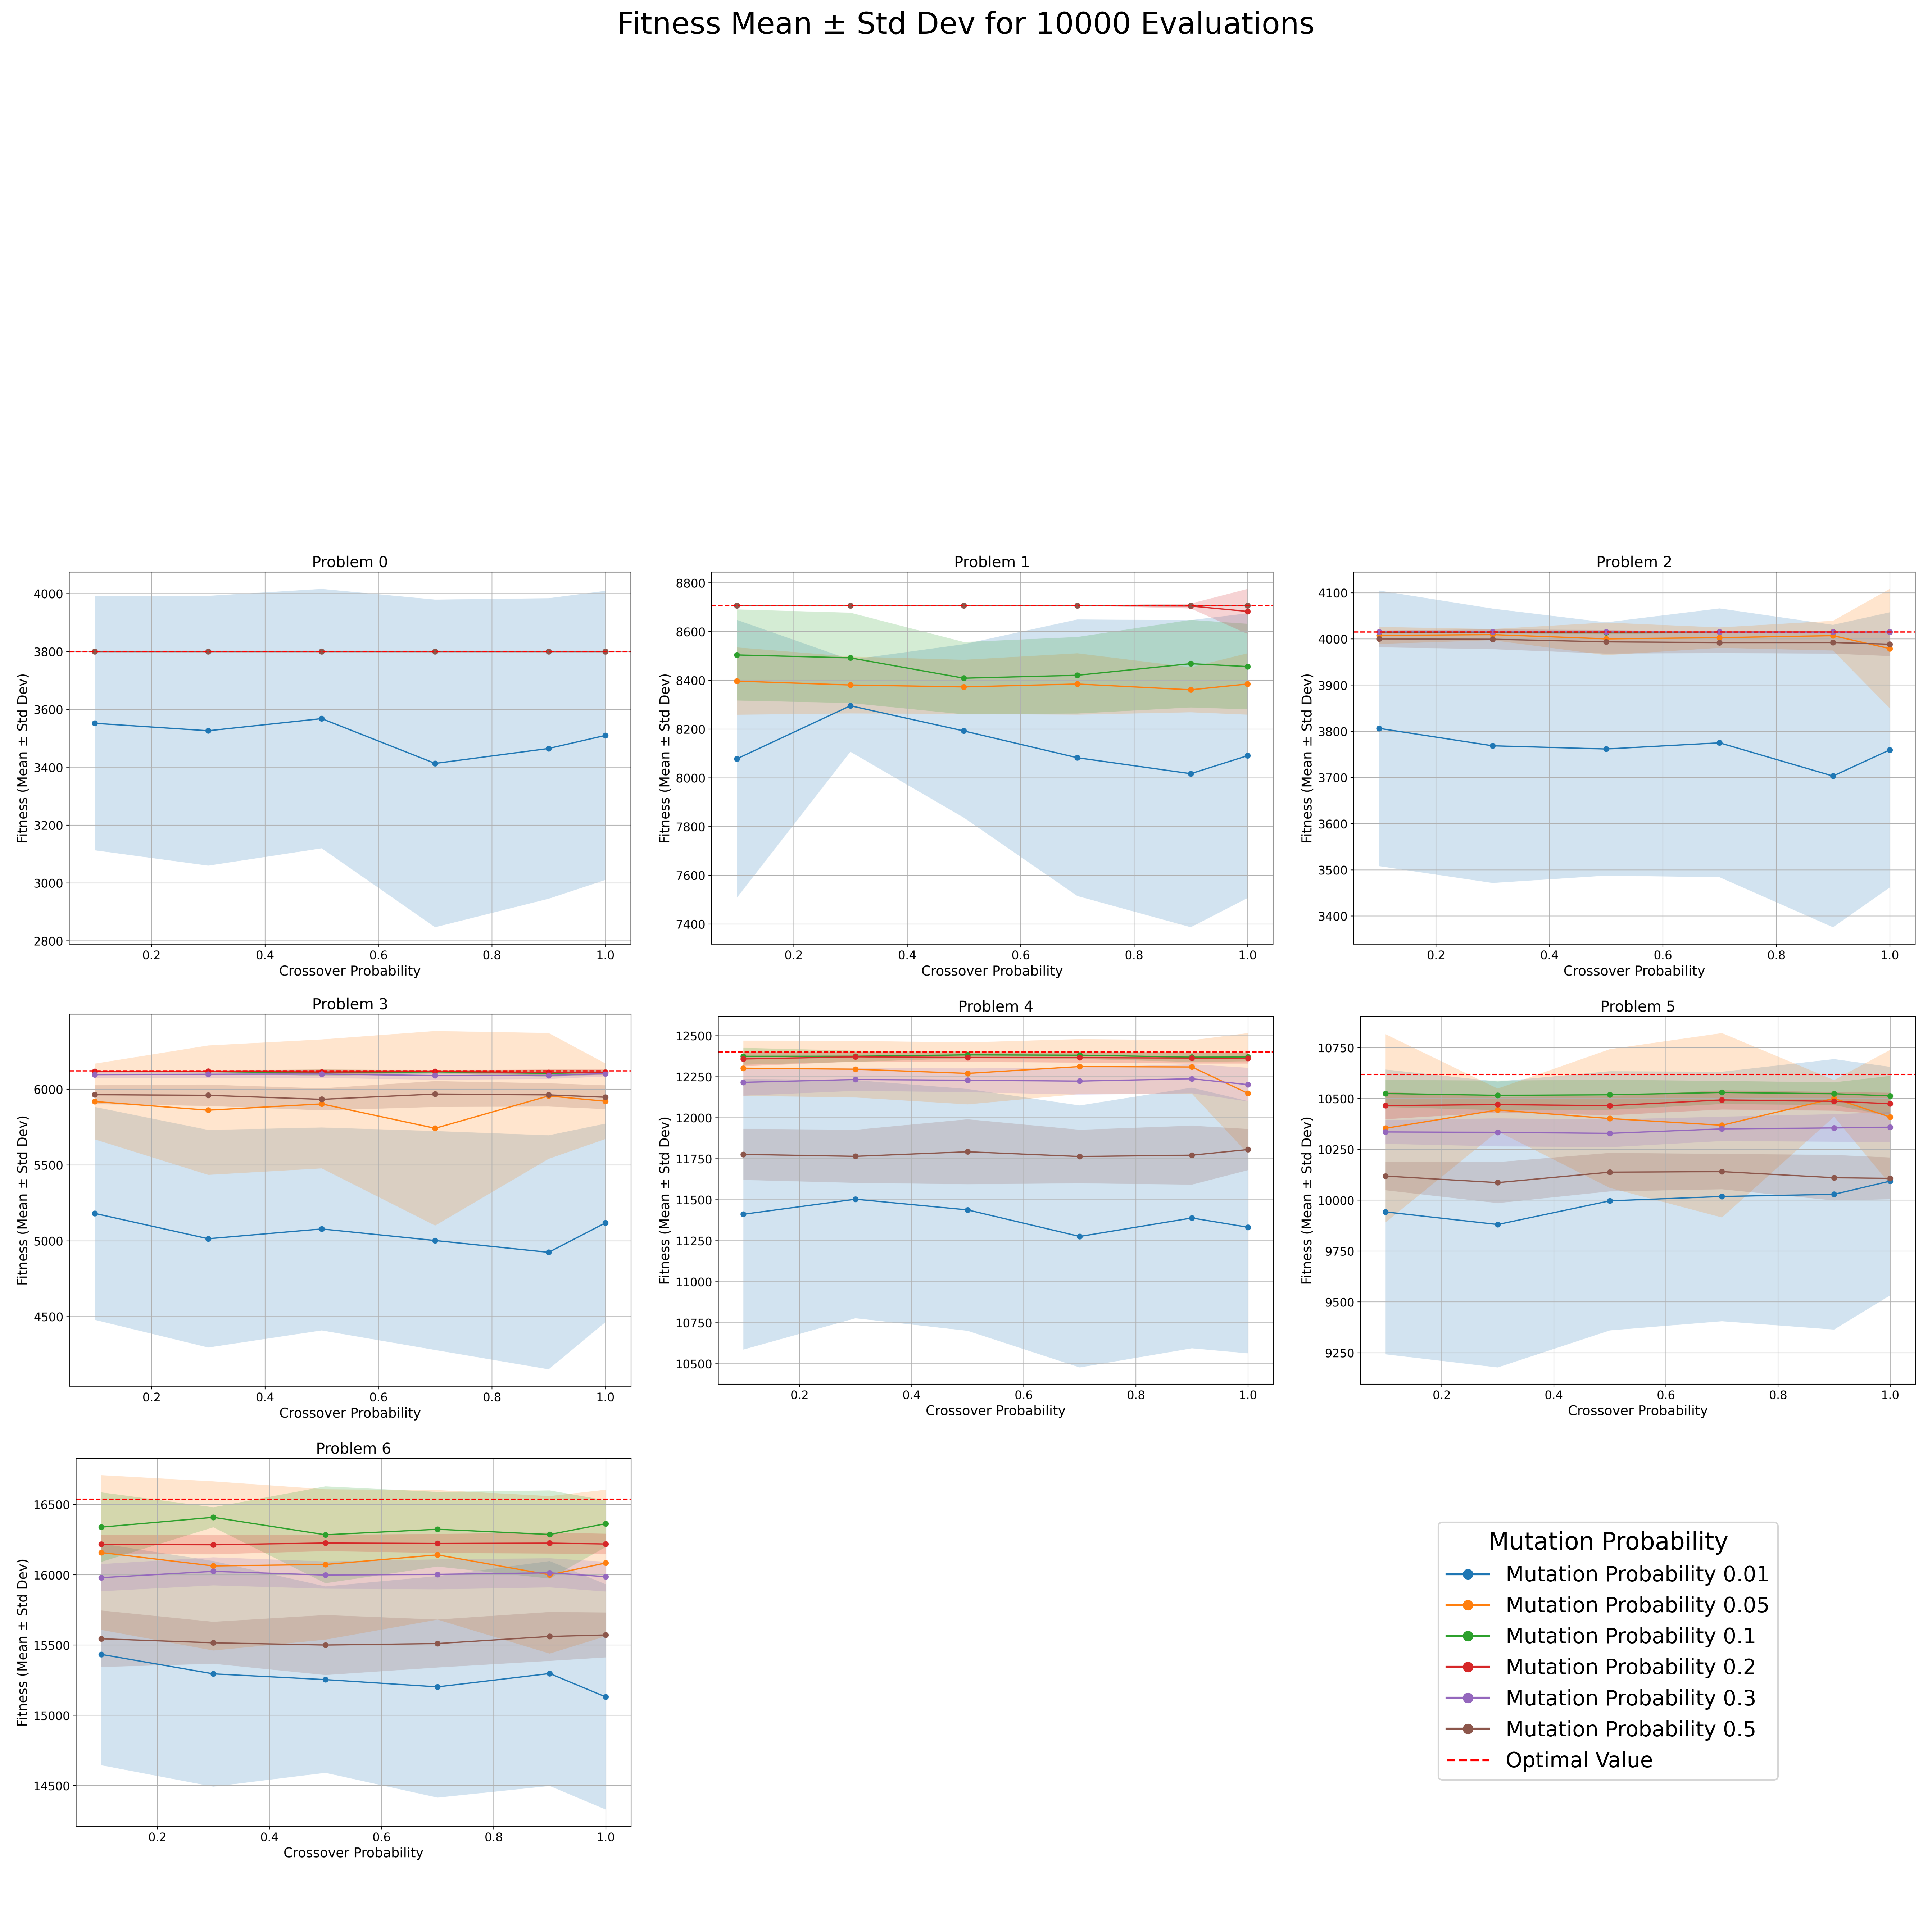 Fitness Mean ± Std Dev for 10000 Evaluations
Problem 0
Fitness (Mean ± Std Dev)
4000
3800
3600
3400
3200
3000
2800
0.2 0.4 0.6 0.8 1.0
Crossover Probability
Problem 1
Fitness (Mean ± Std Dev)
8800
8600
8400
8200
8000
7800
7600
7400
0.2 0.4 0.6 0.8 1.0
Crossover Probability
Problem 2
Fitness (Mean ± Std Dev)
4100
4000
3900
3800
3700
3600
3500
3400
0.2 0.4 0.6 0.8 1.0
Crossover Probability
Problem 3
Fitness (Mean ± Std Dev)
6000
5500
5000
4500
0.2 0.4 0.6 0.8 1.0
Crossover Probability
Problem 4
Fitness (Mean ± Std Dev)
12500
12250
12000
11750
11500
11250
11000
10750
10500
0.2 0.4 0.6 0.8 1.0
Crossover Probability
Problem 5
Fitness (Mean ± Std Dev)
10750
10500
10250
10000
9750
9500
9250
0.2 0.4 0.6 0.8 1.0
Crossover Probability
Problem 6
Fitness (Mean ± Std Dev)
16500
16000
15500
15000
14500
0.2 0.4 0.6 0.8 1.0
Crossover Probability
Mutation Probability
Mutation Probability 0.01
Mutation Probability 0.05
Mutation Probability 0.1
Mutation Probability 0.2
Mutation Probability 0.3
Mutation Probability 0.5
Optimal Value